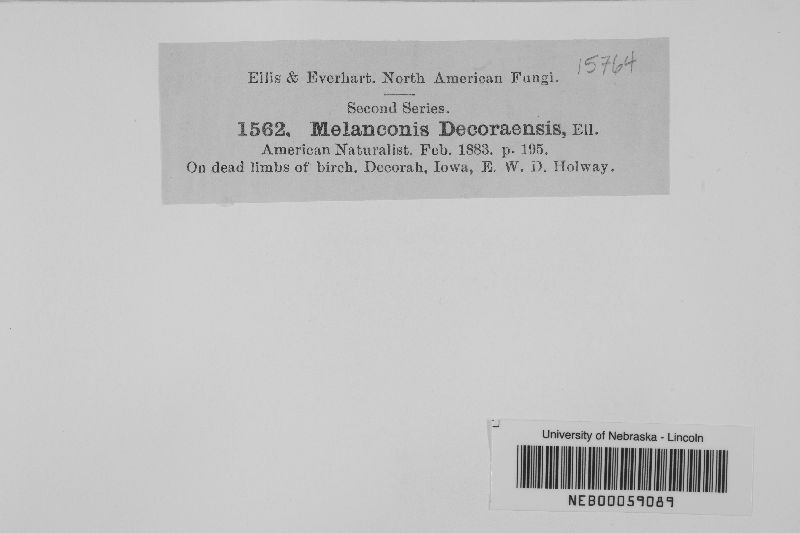 Ellis & Everhart. North American Fungi.
15764
Second Series.
1562. Melanconis Decoraensis, Ell.
American Naturalist. Feb. 1883. p. 195.
On dead limbs of birch. Decorah, Iowa, E. W. D. Holway.
University of Nebraska - Lincoln
NEB00059089